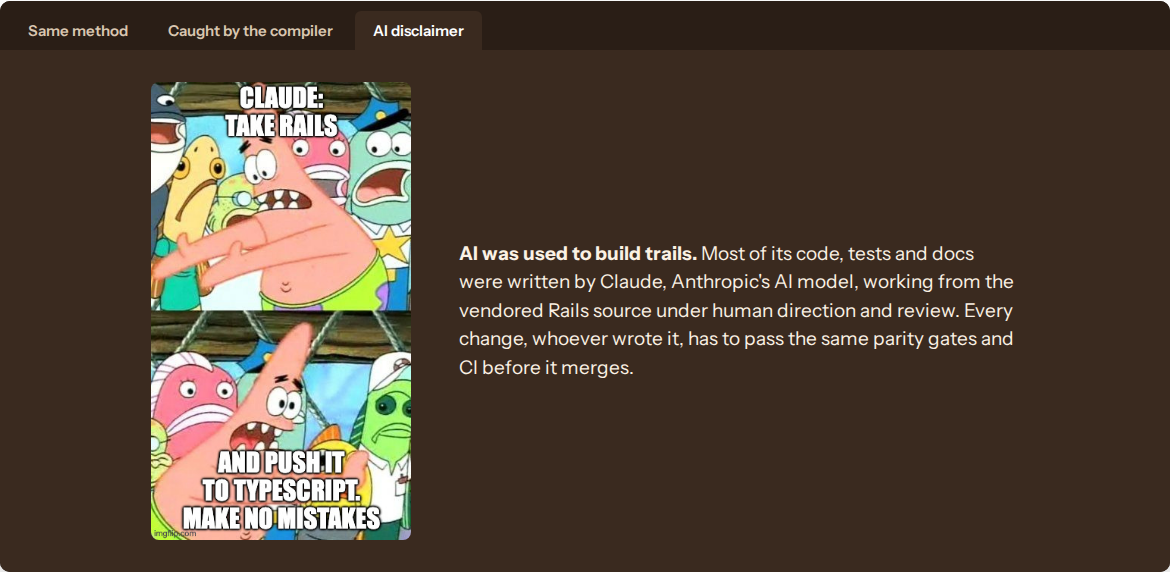 Same method
Caught by the compiler
AI disclaimer
CLAUDE:
TAKE RAILS
AND PUSH IT
TO TYPESCRIPT.
MAKE NO MISTAKES
imgflip.com
AI was used to build trails. Most of its code, tests and docs
were written by Claude, Anthropic's AI model, working from the
vendored Rails source under human direction and review. Every
change, whoever wrote it, has to pass the same parity gates and
CI before it merges.